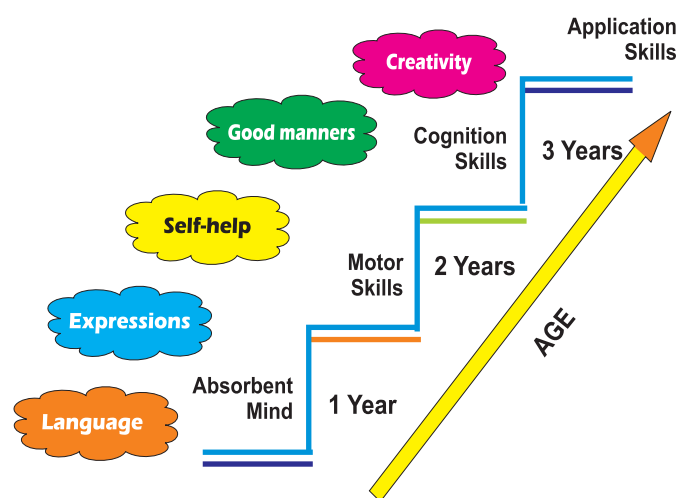 Application
Skills
Creativity
Good manners
Cognition
Skills
3 Years
Self-help
Motor
Skills
2 Years
Expressions
AGE
Absorbent
Mind
1 Year
Language